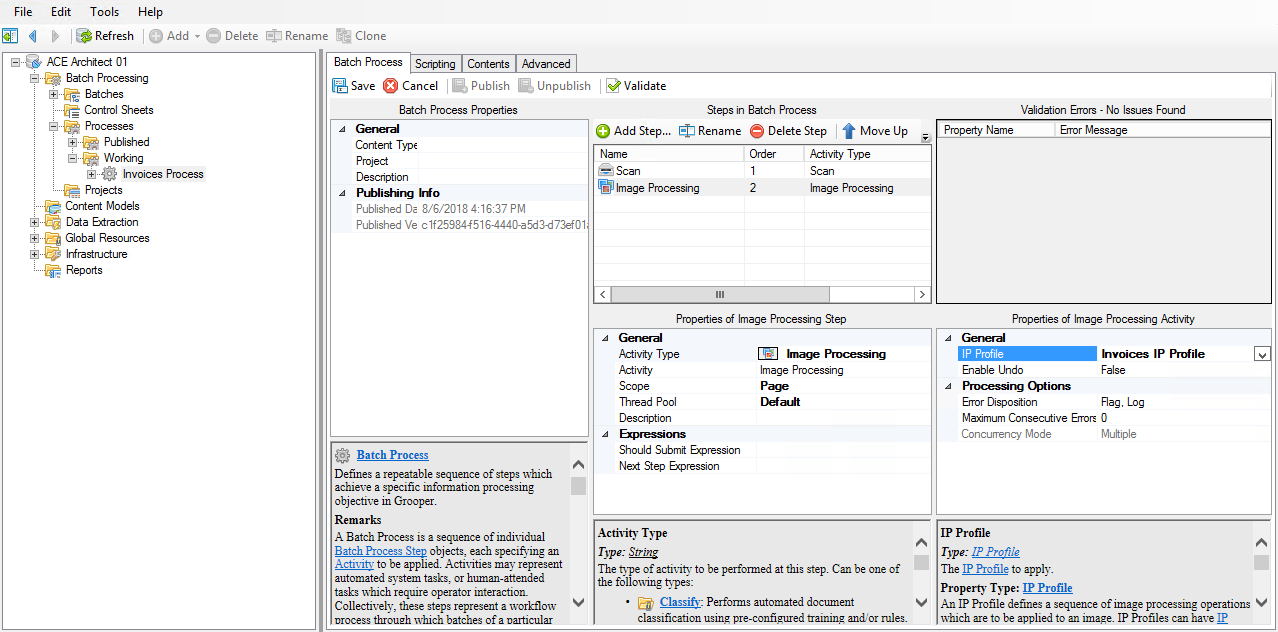 File Edit Tools Help
Refresh Add Delete Rename Clone
ACE Architect 01
Batch Processing
Batches
Control Sheets
Processes
Published
Working
Invoices Process
Projects
Content Models
Data Extraction
Global Resources
Infrastructure
Reports
Batch Process Scripting Contents Advanced
Save Cancel Publish Unpublish Validate
Batch Process Properties
General
Content Type
Project
Description
Publishing Info
Published Da 8/6/2018 4:16:37 PM
Published Ve c1f25984-f516-4440-a5d3-d73ef01a
Batch Process
Defines a repeatable sequence of steps which
achieve a specific information processing
objective in Grooper.
Remarks
A Batch Process is a sequence of individual
Batch Process Step objects, each specifying an
Activity to be applied. Activities may represent
automated system tasks, or human-attended
tasks which require operator interaction.
Collectively, these steps represent a workflow
process through which batches of a particular
Steps in Batch Process
Add Step... Rename Delete Step Move Up
Name Order Activity Type
Scan 1 Scan
Image Processing 2 Image Processing
Properties of Image Processing Step
General
Activity Type Image Processing
Activity Image Processing
Scope Page
Thread Pool Default
Description
Expressions
Should Submit Expression
Next Step Expression
Activity Type
Type: String
The type of activity to be performed at this step. Can be one
of the following types:
• Classify: Performs automated document
classification using pre-configured training and/or rules.
Validation Errors - No Issues Found
Property Name Error Message
Properties of Image Processing Activity
General
IP Profile Invoices IP Profile
Enable Undo False
Processing Options
Error Disposition Flag, Log
Maximum Consecutive Errors 0
Concurrency Mode Multiple
IP Profile
Type: IP Profile
The IP Profile to apply.
Property Type: IP Profile
An IP Profile defines a sequence of image processing operations
which are to be applied to an image. IP Profiles can have IP